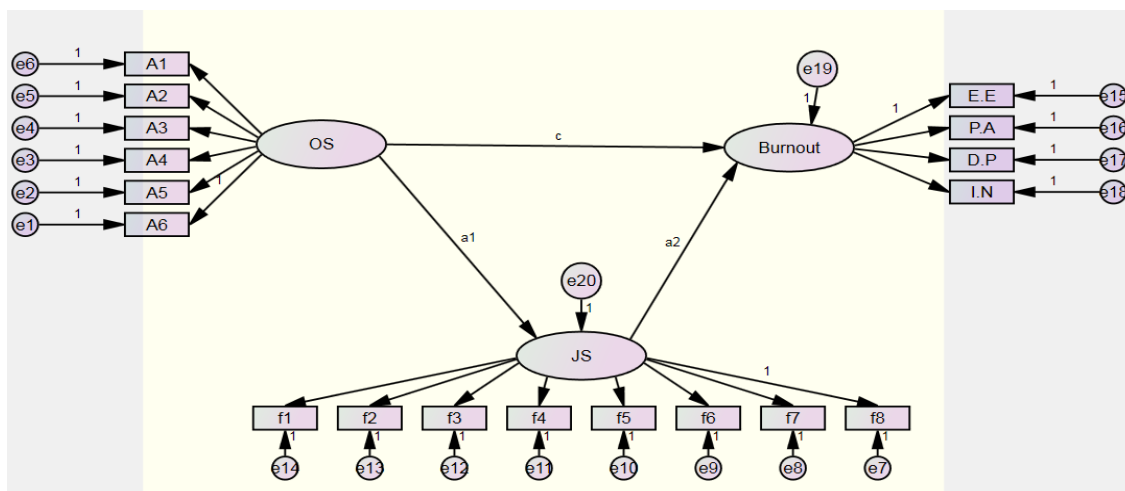 e6 1 A1
e5 1 A2
e4 1 A3
e3 1 A4
e2 1 A5
e1 1 A6
1
OS
c
e19
1
Burnout
1
E.E 1 e15
P.A 1 e16
D.P 1 e17
I.N 1 e18
a1
a2
e20
1
JS
1
f1 f2 f3 f4 f5 f6 f7 f8
1 1 1 1 1 1 1 1
e14 e13 e12 e11 e10 e9 e8 e7